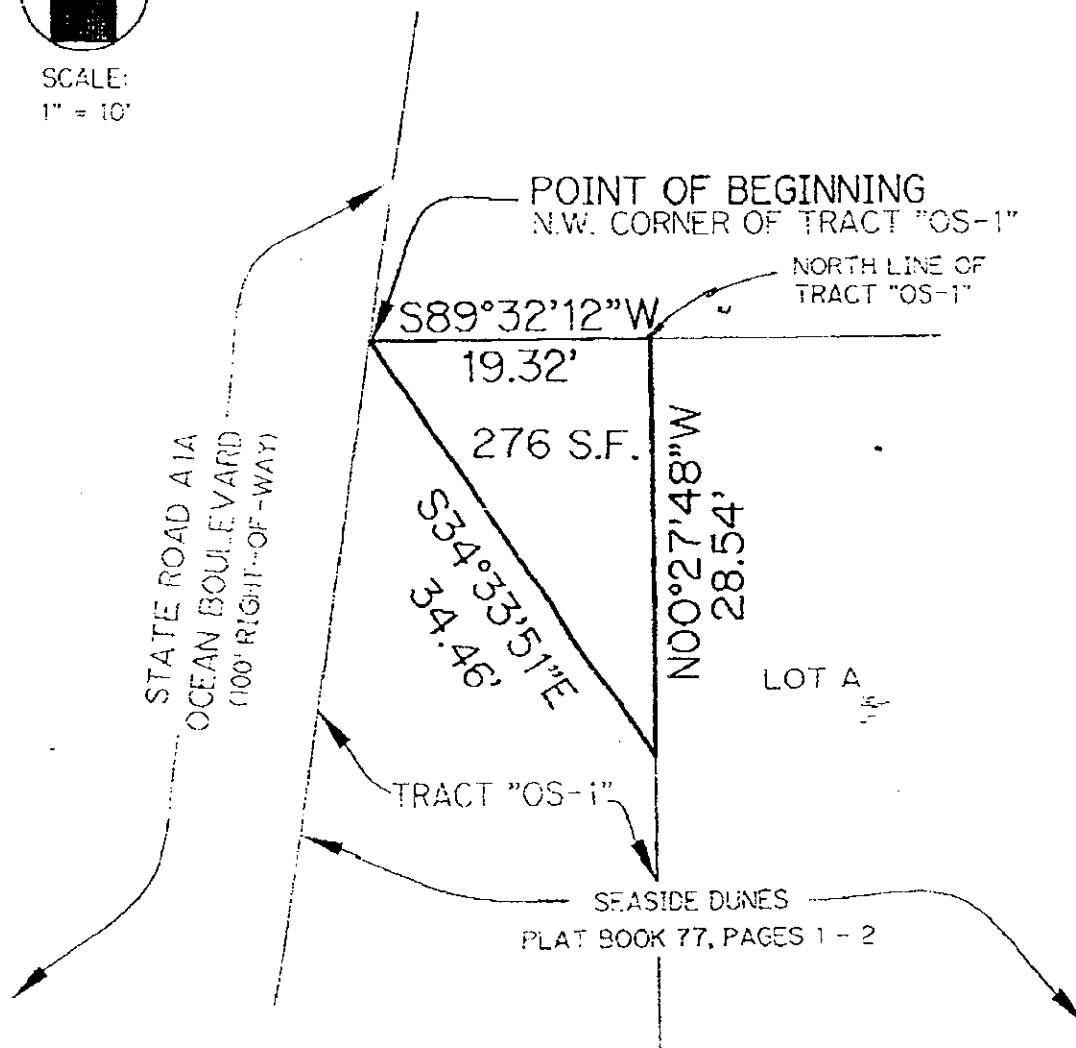 SCALE:
1" = 10'
POINT OF BEGINNING
N.W. CORNER OF TRACT "OS-1"
NORTH LINE OF
TRACT "OS-1"
S89°32'12"W
19.32'
276 S.F.
S34°33'51"E
34.46'
N00°27'48"W
28.54'
LOT A
STATE ROAD A1A
OCEAN BOULEVARD
(100' RIGHT-OF-WAY)
TRACT "OS-1"
SEASIDE DUNES
PLAT BOOK 77, PAGES 1 - 2